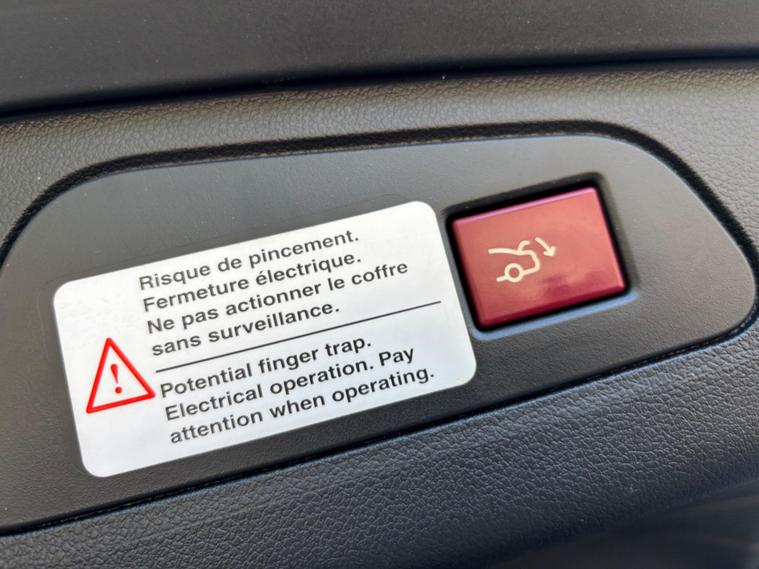 Risque de pincement.
Fermeture électrique.
Ne pas actionner le coffre
sans surveillance.
Potential finger trap.
Electrical operation. Pay
attention when operating.